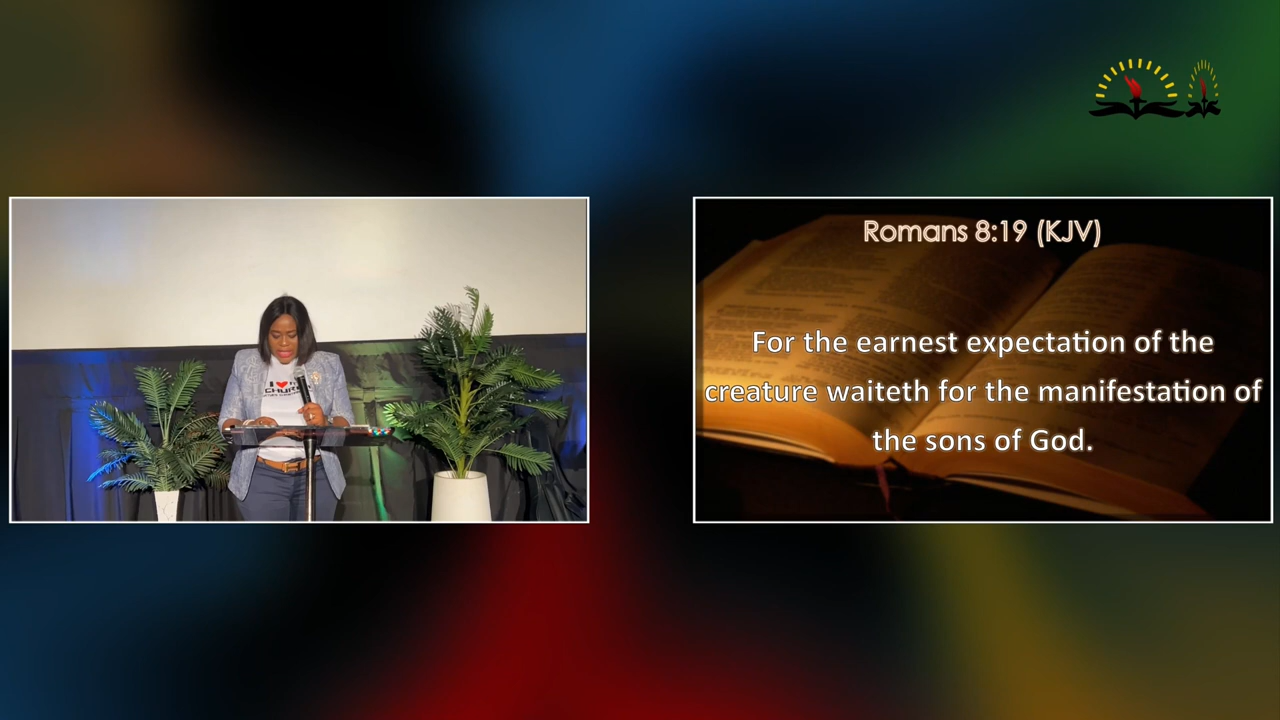 I
CHURCH
Romans 8:19 (KJV)
For the earnest expectation of the
creature waiteth for the manifestation of
the sons of God.